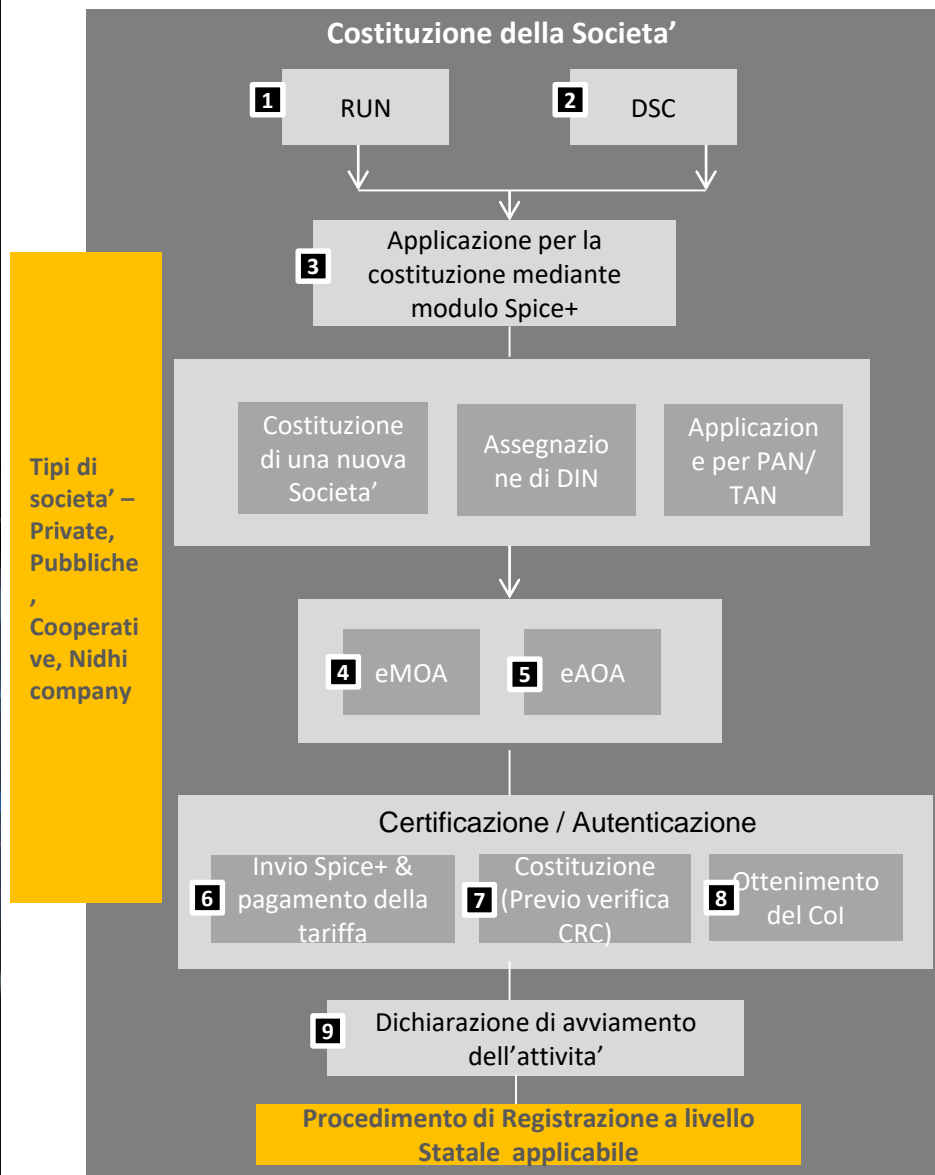 Costituzione della Societa’
1
RUN
2
DSC
3
Applicazione per la
costituzione mediante
modulo Spice+
Tipi di
societa’ –
Private,
Pubbliche
,
Cooperati
ve, Nidhi
company
Costituzione
di una nuova
Societa’
Assegnazio
ne di DIN
Applicazion
e per PAN/
TAN
4
eMOA
5
eAOA
Certificazione / Autenticazione
6
Invio Spice+ &
pagamento della
tariffa
7
Costituzione
(Previo verifica
CRC)
8
Ottenimento
del CoI
9
Dichiarazione di avviamento
dell’attivita’
Procedimento di Registrazione a livello
Statale applicabile